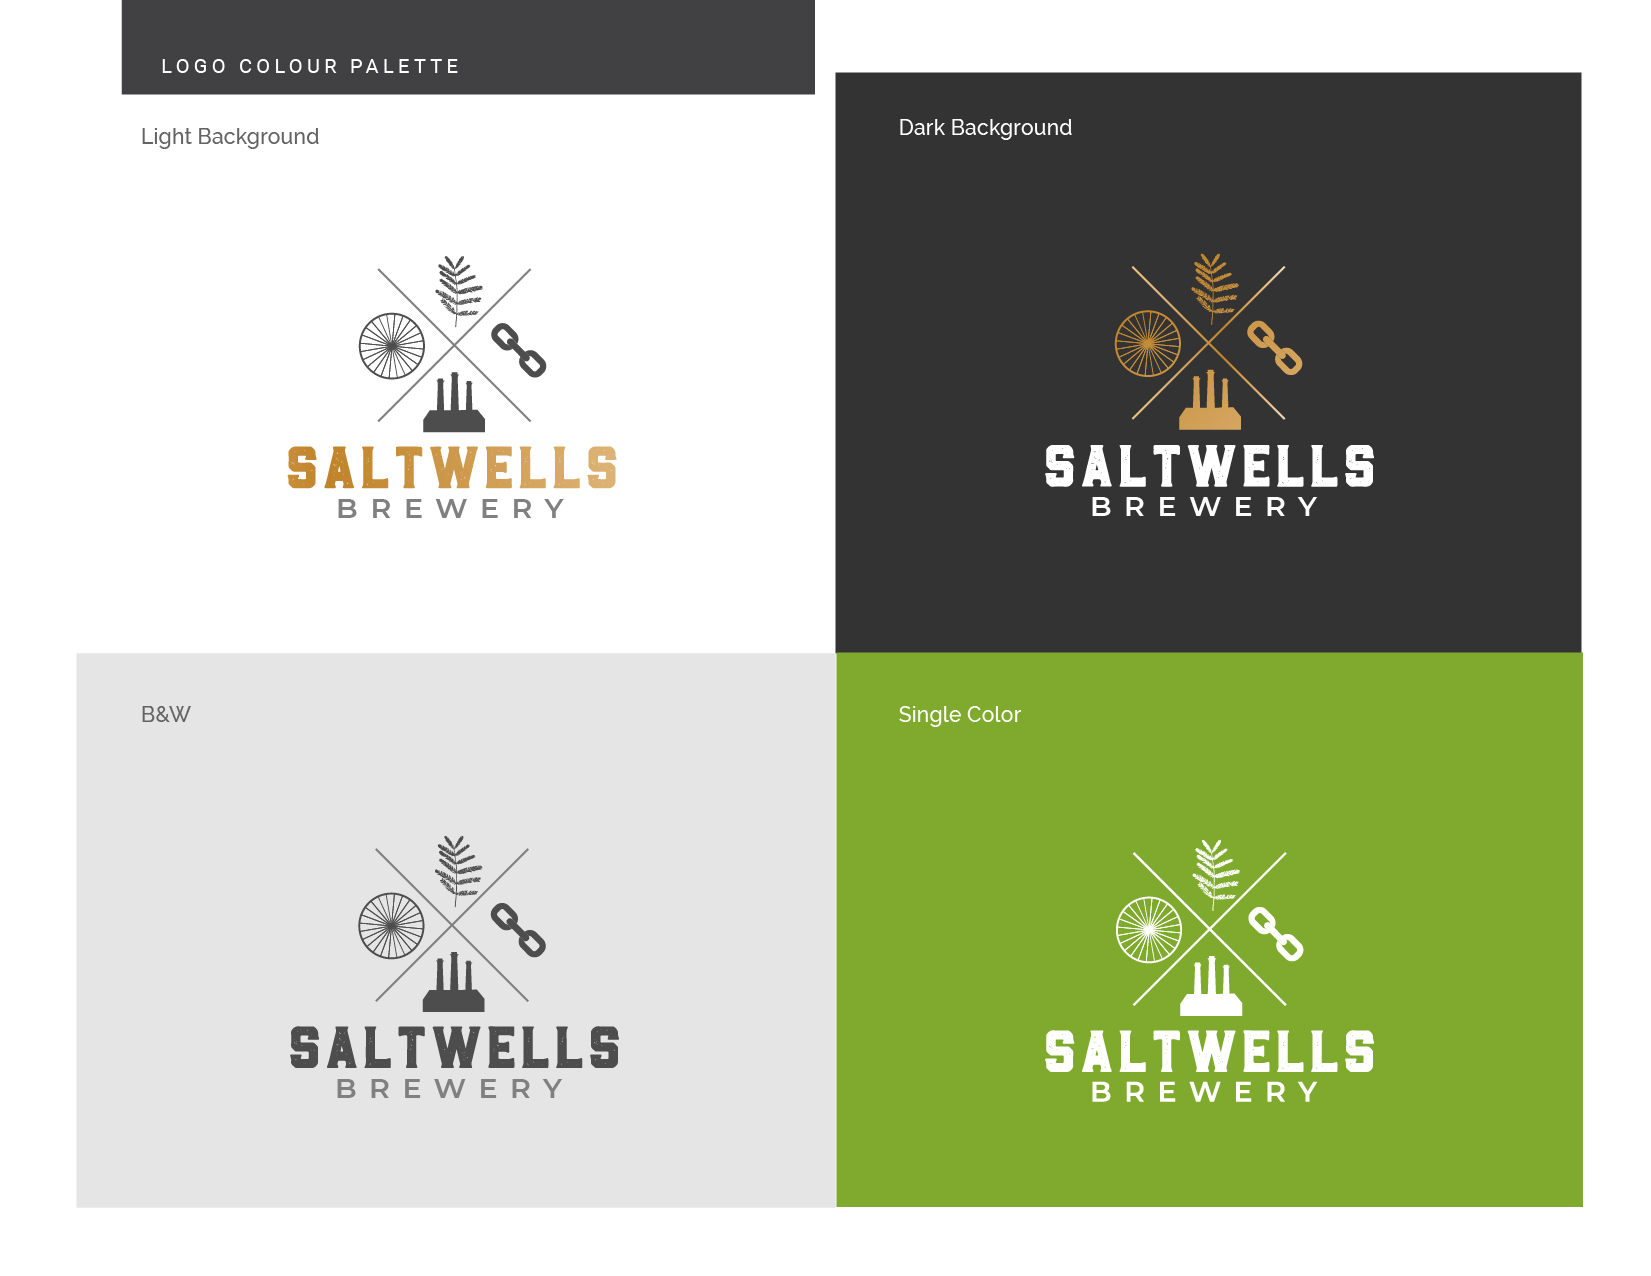 LOGO COLOUR PALETTE
Light Background
SALTWELLS
BREWERY
Dark Background
SALTWELLS
BREWERY
B&W
SALTWELLS
BREWERY
Single Color
SALTWELLS
BREWERY